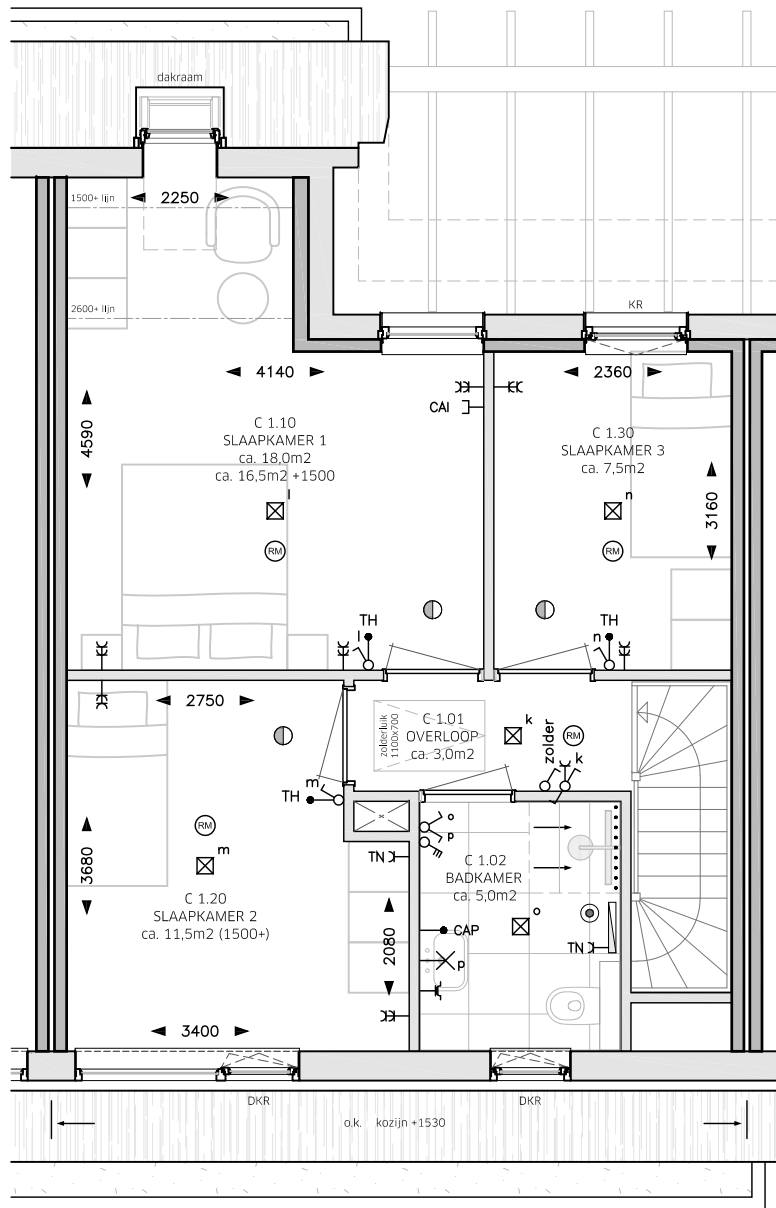 dakraam
1500+ lijn
2250
2600+ lijn
KR
4140
2360
CAI
4590
C 1.10
SLAAPKAMER 1
ca. 18,0m2
ca. 16,5m2 +1500
C 1.30
SLAAPKAMER 3
ca. 7,5m2
3160
l
n
RM
RM
TH
l
TH
n
2750
zolderluik
1100x700
C 1.01
OVERLOOP
ca. 3,0m2
k
zolder
RM
k
m
TH
RM
m
3680
x
o
p
TN
C 1.20
SLAAPKAMER 2
ca. 11,5m2 (1500+)
C 1.02
BADKAMER
ca. 5,0m2
o
2080
CAP
p
TN
3400
DKR
DKR
o.k. kozijn +1530